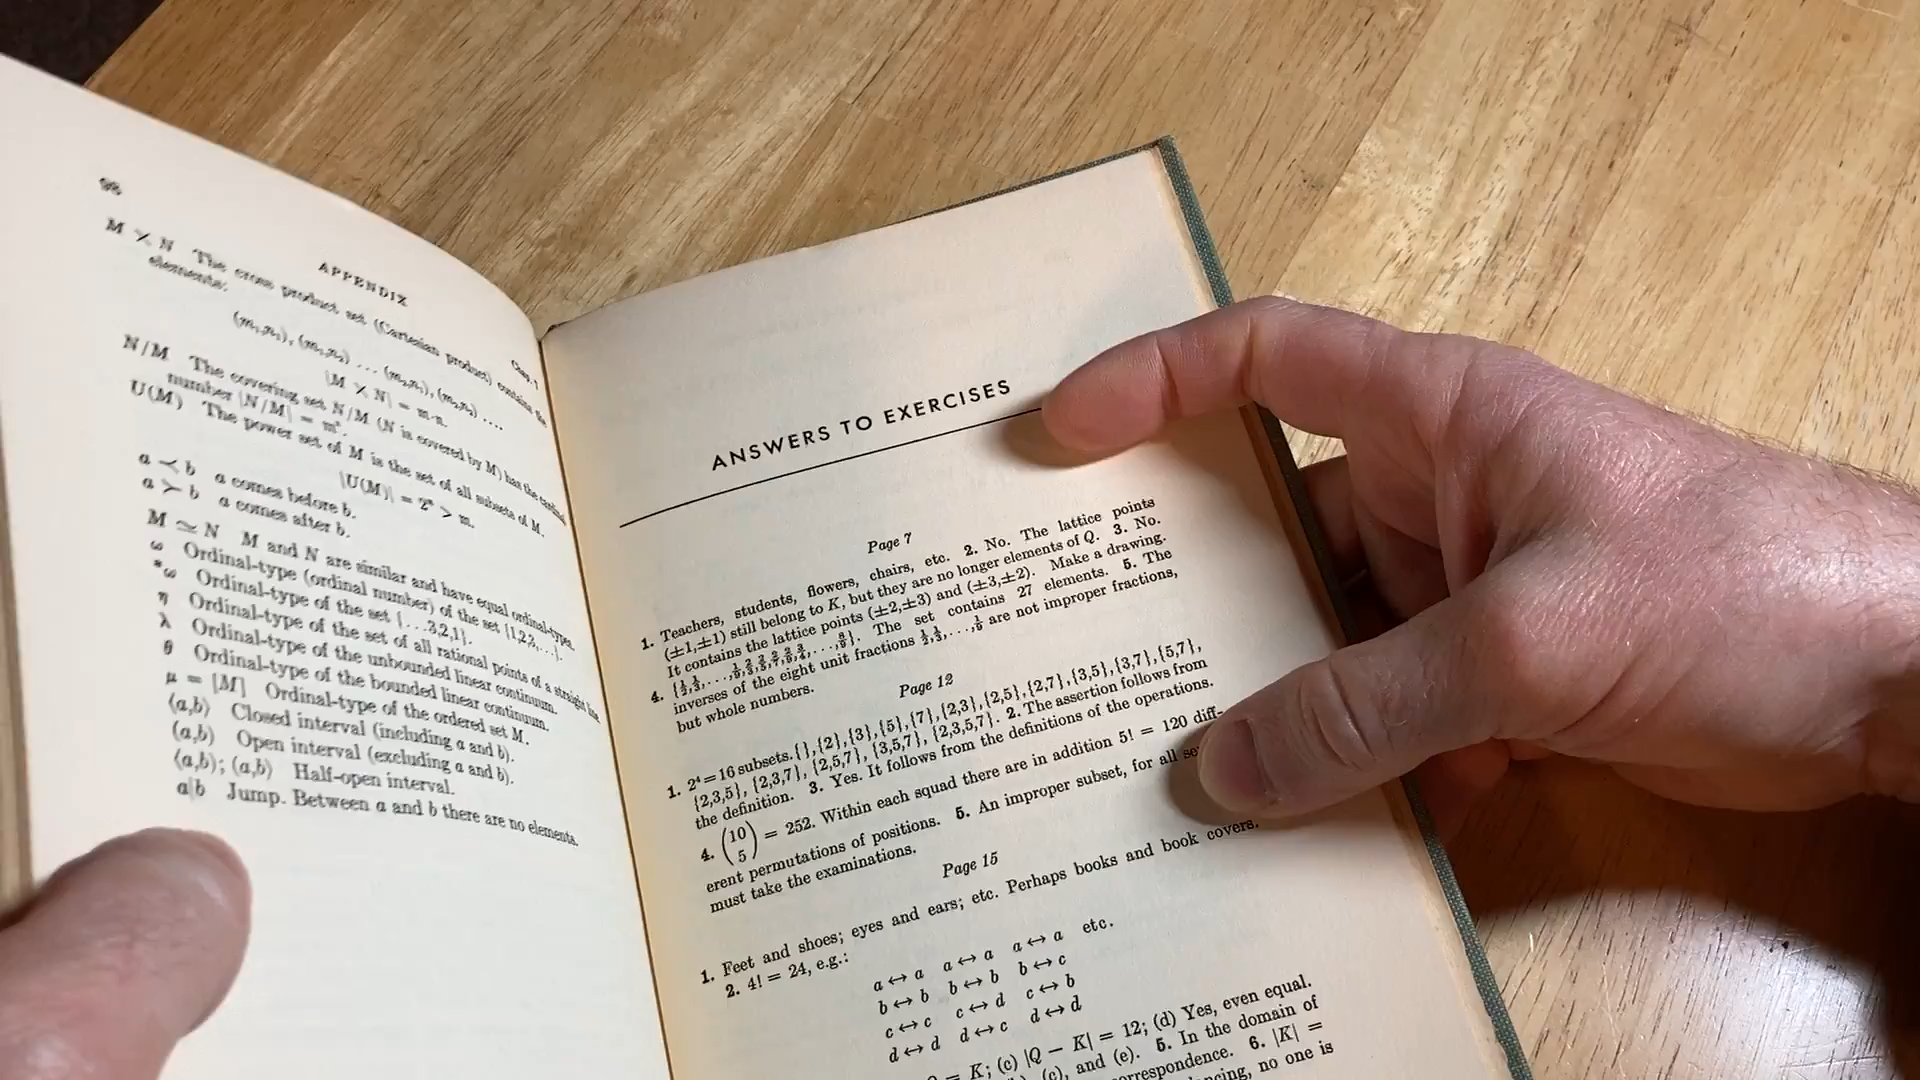 98
APPENDIX
Chap. 7
M × N The cross product set (Cartesian product) contains the
elements:
(m₁,n₁), (m₁,n₂) ... (m₂,n₁), (m₂,n₂) ....
|M × N| = m·n.
N/M The covering set N/M (N is covered by M) has the cardinal
number |N/M| =
U(M) The power set of M is the set of all subsets of M.
|U(M)| = > m.
a ≺ b a comes before b.
a ≻ b a comes after b.
M ≃ N M and N are similar and have equal ordinal-types.
ω Ordinal-type (ordinal number) of the set {1,2,3,...}.
*ω Ordinal-type of the set {...3,2,1}.
η Ordinal-type of the set of all rational points of a straight line.
λ Ordinal-type of the unbounded linear continuum.
θ Ordinal-type of the bounded linear continuum.
μ = [M] Ordinal-type of the ordered set M.
Closed interval (including a and b).
(a,b) Open interval (excluding a and b).
Half-open interval.
a|b Jump. Between a and b there are no elements.
ANSWERS TO EXERCISES
Page 7
1. Teachers, students, flowers, chairs, etc. 2. No. The lattice points
(±1,±1) still belong to K, but they are no longer elements of Q. 3. No.
It contains the lattice points (±2,±3) and (±3,±2). Make a drawing.
4. The set contains 27 elements. 5. The
inverses of the eight unit fractions ½,⅓,...,⅑ are not improper fractions,
but whole numbers.
Page 12
1. 2⁴ = 16 subsets. { },{2},{3},{5},{7},{2,3},{2,5},{2,7},{3,5},{3,7},{5,7},
{2,3,5}, {2,3,7}, {2,5,7}, {3,5,7}, {2,3,5,7}. 2. The assertion follows from
the definition. 3. Yes. It follows from the definitions of the operations.
4. (10 5) = 252. Within each squad there are in addition 5! = 120 diff-
erent permutations of positions. 5. An improper subset, for all
must take the examinations.
Page 15
1. Feet and shoes; eyes and ears; etc. Perhaps books and book covers.
2. 4! = 24, e.g.:
a ↔ a a ↔ a a ↔ a etc.
b ↔ b b ↔ b b ↔ c
c ↔ c c ↔ d c ↔ b
d ↔ d d ↔ c d ↔ d
= K; (c) |Q − K| = 12; (d) Yes, even equal.
(c), and (e). 5. In the domain of
correspondence. 6. |K| =
no one is